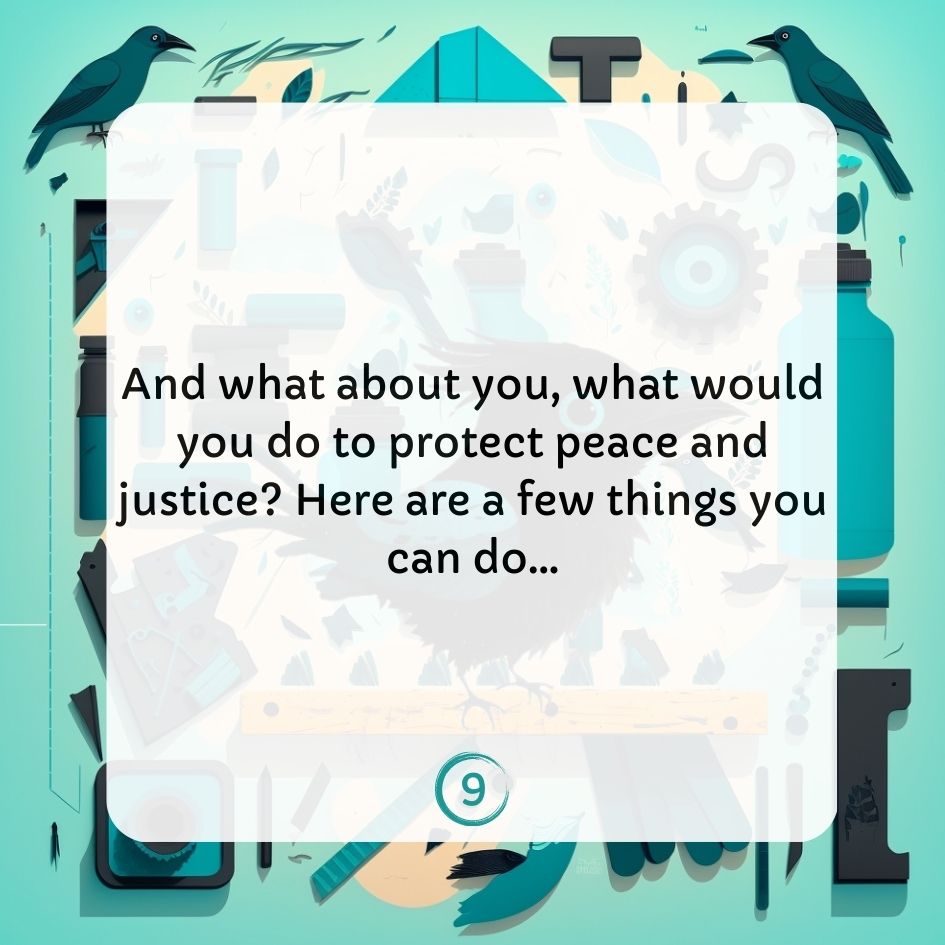 And what about you, what would
you do to protect peace and
justice? Here are a few things you
can do...
9